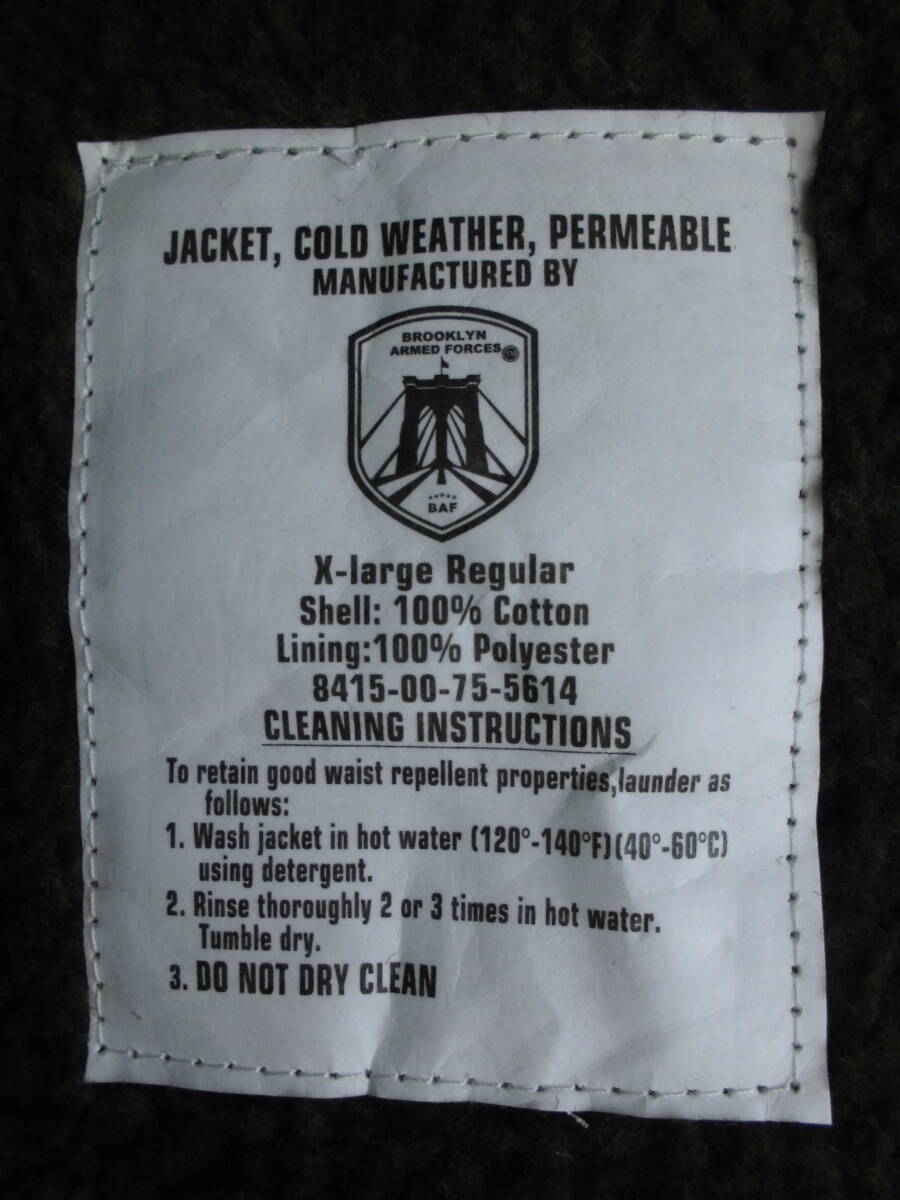 JACKET, COLD WEATHER, PERMEABLE
MANUFACTURED BY
BROOKLYN
ARMED FORCES TM
BAF
X-large Regular
Shell: 100% Cotton
Lining:100% Polyester
8415-00-75-5614
CLEANING INSTRUCTIONS
To retain good waist repellent properties,launder as
follows:
1. Wash jacket in hot water (120°-140°F)(40°-60°C)
using detergent.
2. Rinse thoroughly 2 or 3 times in hot water.
Tumble dry.
3. DO NOT DRY CLEAN